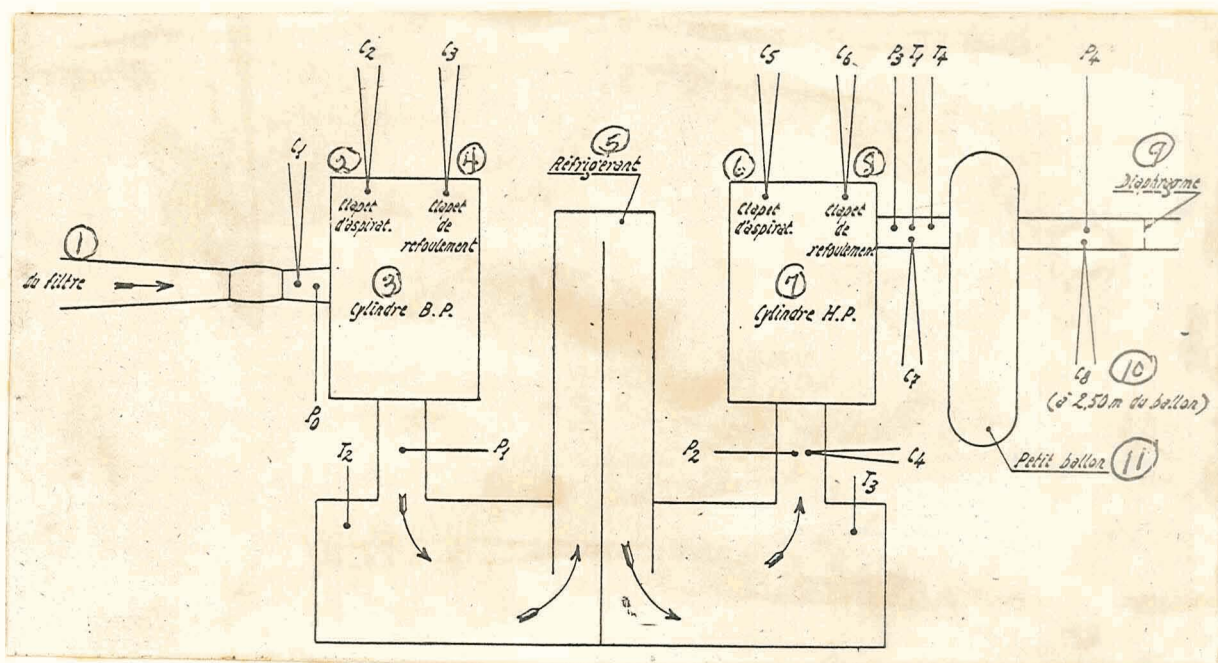 C2
C3
C5
C6
P3 T1 T4
P4
C1
2
4
5
Réfrigérant
6
8
9
Diaphragme
Clapet
d'aspirat.
Clapet
de
refoulement
Clapet
d'aspirat.
Clapet
de
refoulement
1
du filtre
3
Cylindre B.P.
7
Cylindre H.P.
C7
C8
10
(à 2,50m du ballon)
P0
T2
P1
P2
C4
T3
Petit ballon
11